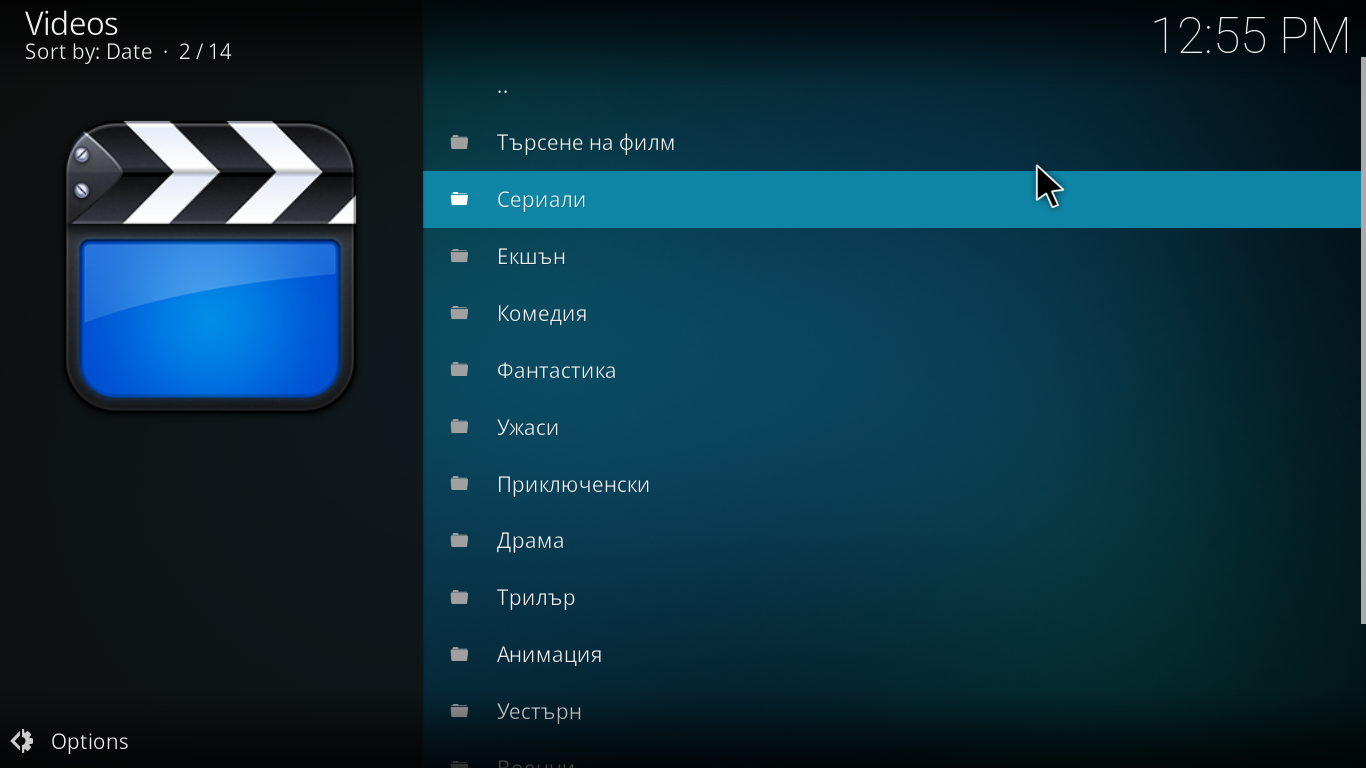 Videos
Sort by: Date · 2 / 14
12:55 PM
..
Търсене на филм
Сериали
Екшън
Комедия
Фантастика
Ужаси
Приключенски
Драма
Трилър
Анимация
Уестърн
Военни
Options